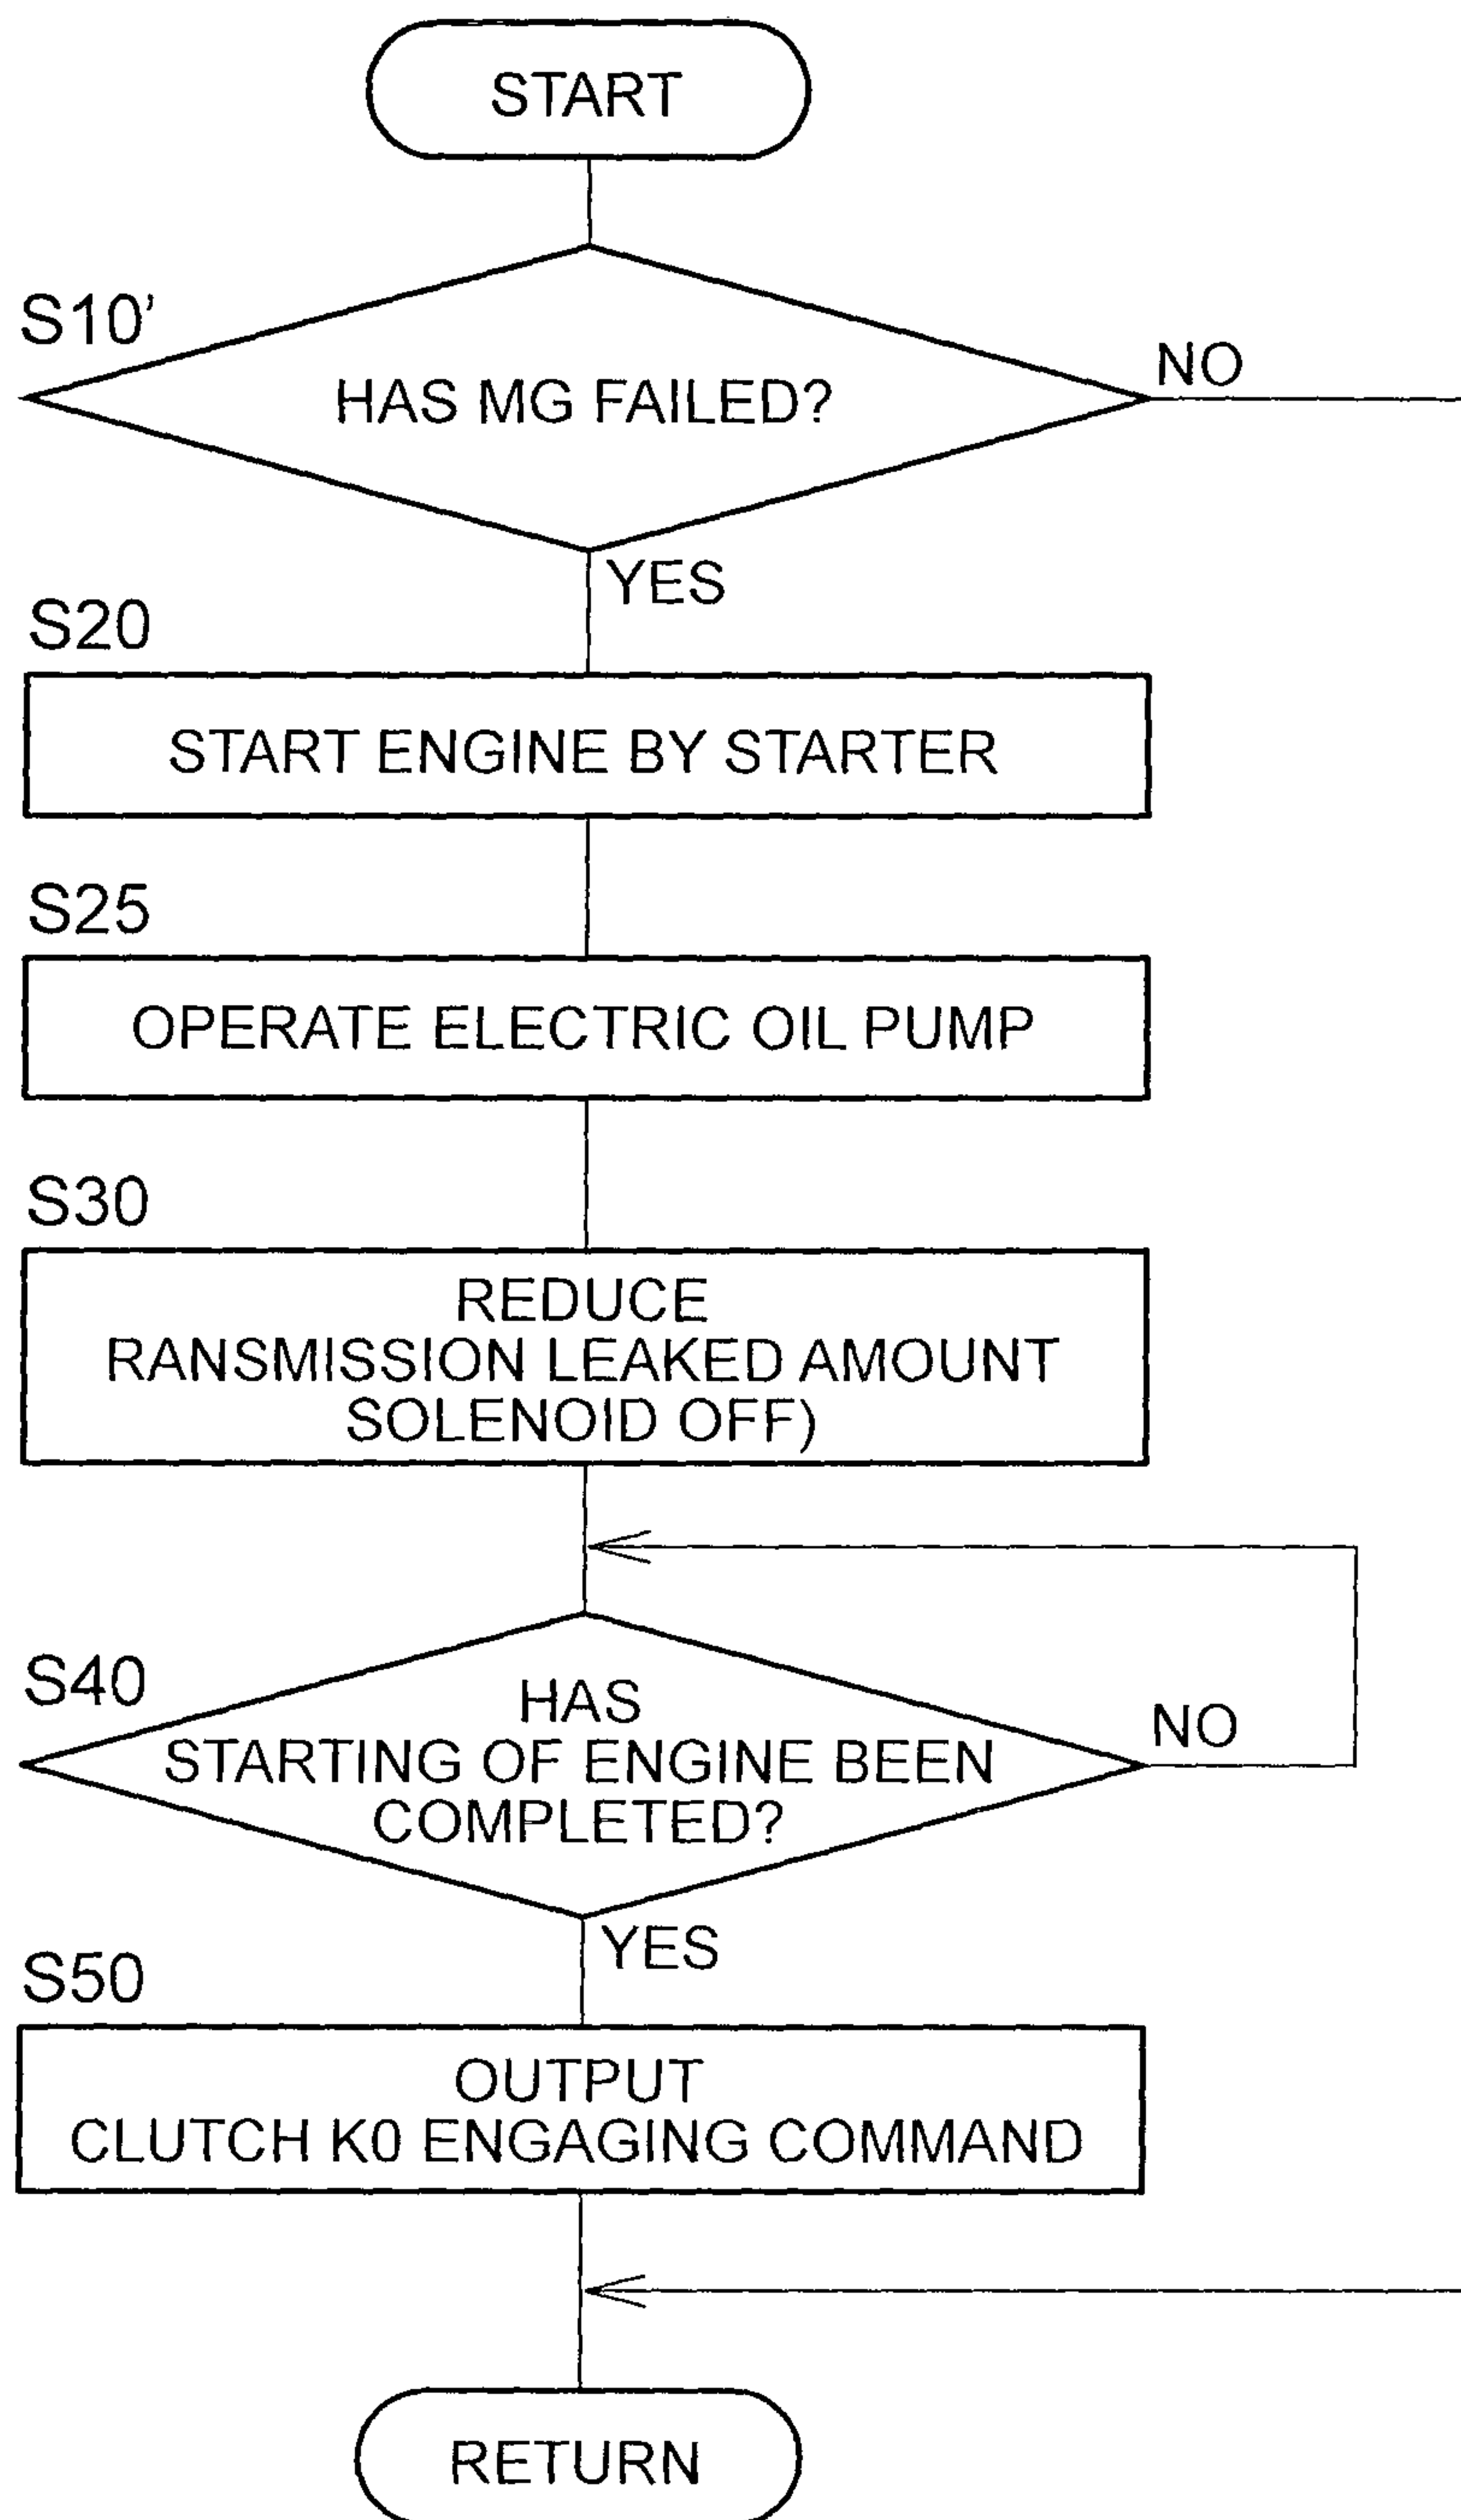 START
S10'
HAS MG FAILED?
NO
YES
S20
START ENGINE BY STARTER
S25
OPERATE ELECTRIC OIL PUMP
S30
REDUCE
RANSMISSION LEAKED AMOUNT
SOLENOID OFF)
S40
HAS
STARTING OF ENGINE BEEN
COMPLETED?
NO
YES
S50
OUTPUT
CLUTCH K0 ENGAGING COMMAND
RETURN